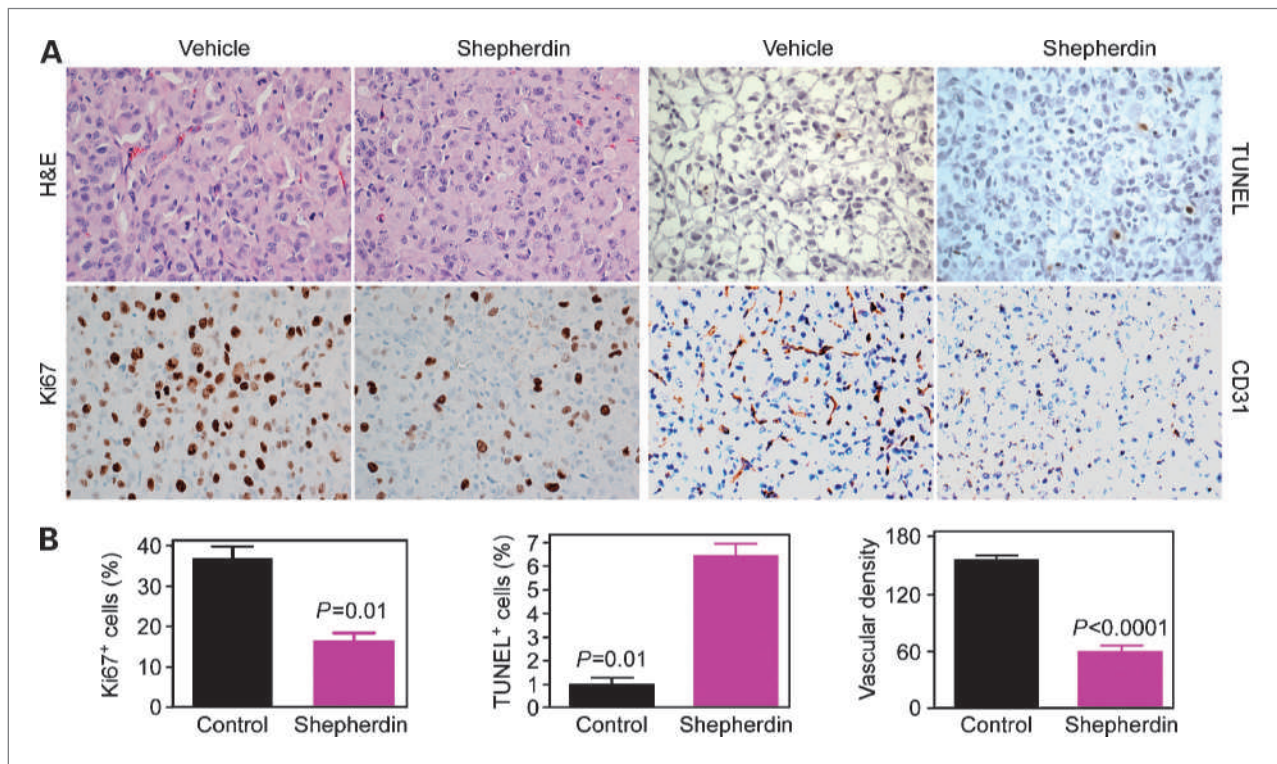 A
Vehicle
Shepherdin
Vehicle
Shepherdin
H&E
TUNEL
Ki67
CD31
B
Ki67+ cells (%)
40
30
20
10
0
P=0.01
Control
Shepherdin
TUNEL+ cells (%)
7
6
5
4
3
2
1
0
P=0.01
Control
Shepherdin
Vascular density
180
120
60
0
P<0.0001
Control
Shepherdin